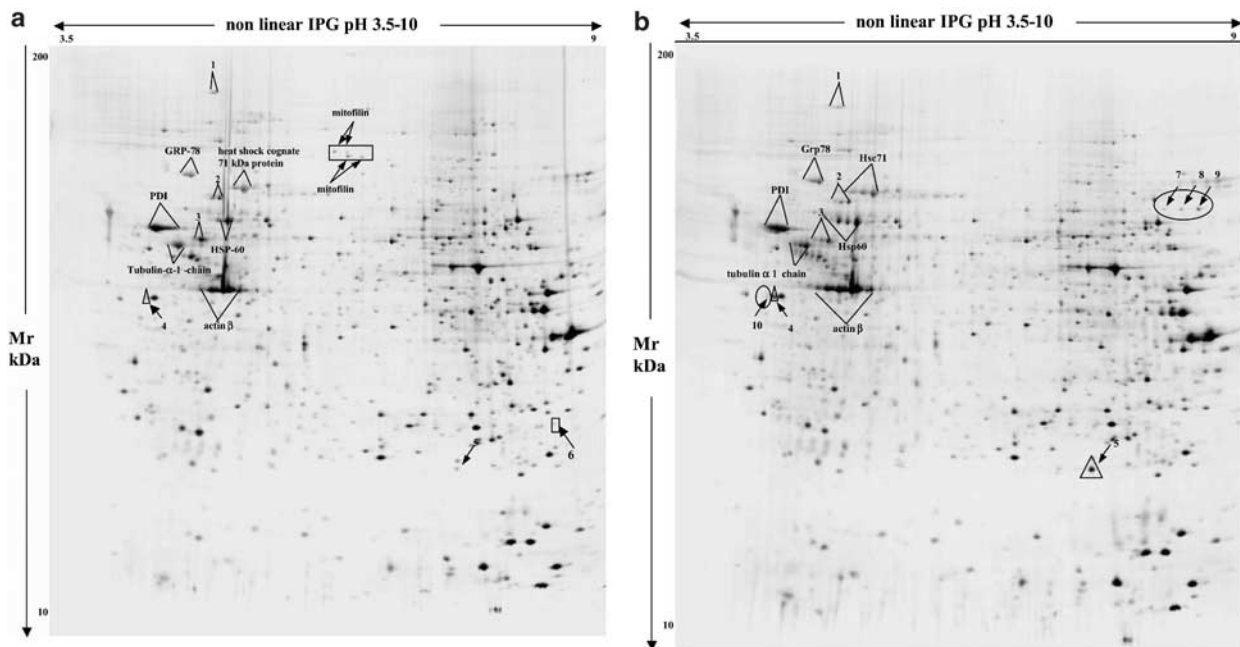 a
non linear IPG pH 3.5-10
3.5
9
200
1
mitofilin
GRP-78
heat shock cognate
71 kDa protein
2
mitofilin
PDI
3
HSP-60
Tubulin-α-1 -chain
4
actin β
Mr
kDa
5
6
10
b
non linear IPG pH 3.5-10
3.5
9
200
1
Grp78
Hsc71
2
7
8
9
PDI
3
Hsp60
tubulin α 1 chain
10
4
actin β
Mr
kDa
5
10